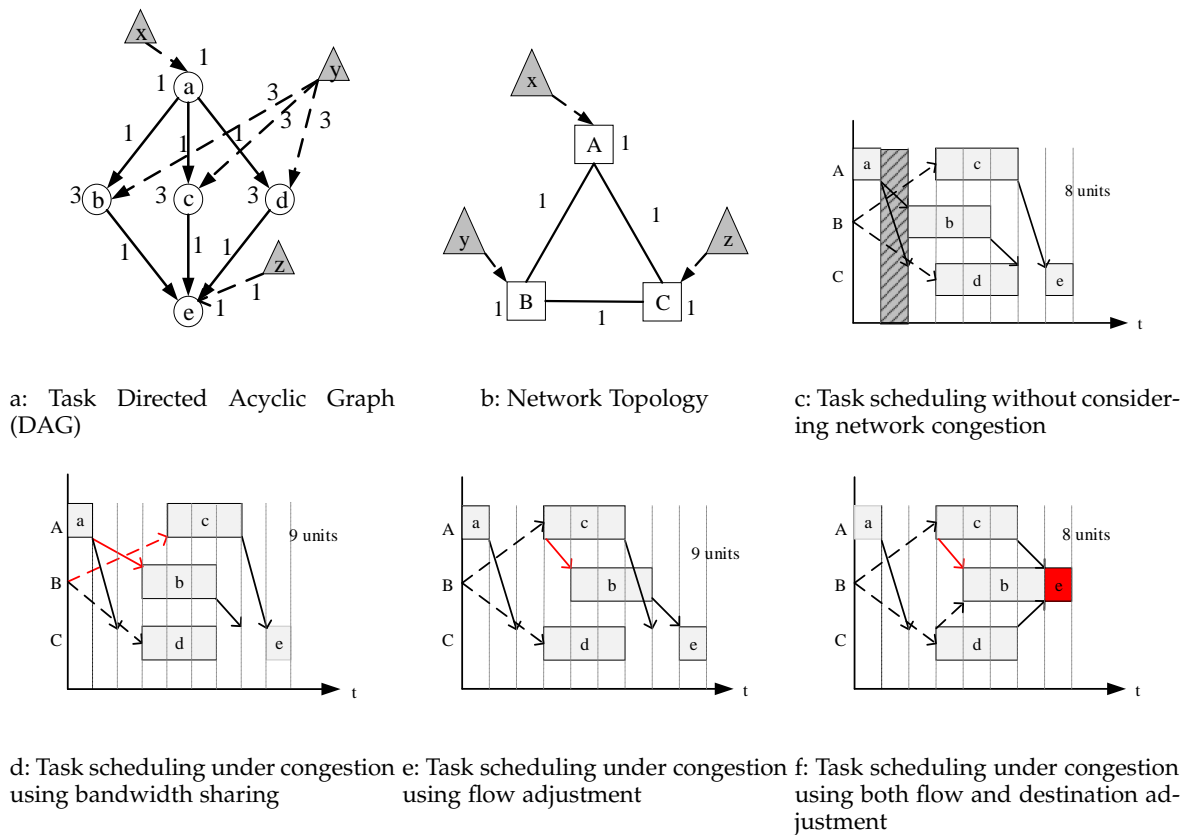 x
1
y
1
a
3
3
3
1
1
1
3
b
3
c
3
d
1
1
1
z
1
e
1
x
A
1
1
1
y
z
B
C
1
1
1
A
a
c
8 units
B
b
C
d
e
t
a: Task Directed Acyclic Graph
(DAG)
b: Network Topology
c: Task scheduling without consider-
ing network congestion
A
a
c
9 units
B
b
C
d
e
t
A
a
c
9 units
B
b
C
d
e
t
A
a
c
8 units
B
b
e
C
d
t
d: Task scheduling under congestion
using bandwidth sharing
e: Task scheduling under congestion
using flow adjustment
f: Task scheduling under congestion
using both flow and destination ad-
justment